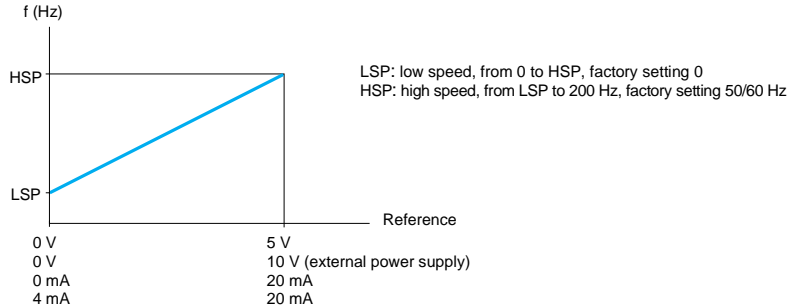 f (Hz)
HSP
LSP: low speed, from 0 to HSP, factory setting 0
HSP: high speed, from LSP to 200 Hz, factory setting 50/60 Hz
LSP
Reference
0 V 5 V
0 V 10 V (external power supply)
0 mA 20 mA
4 mA 20 mA